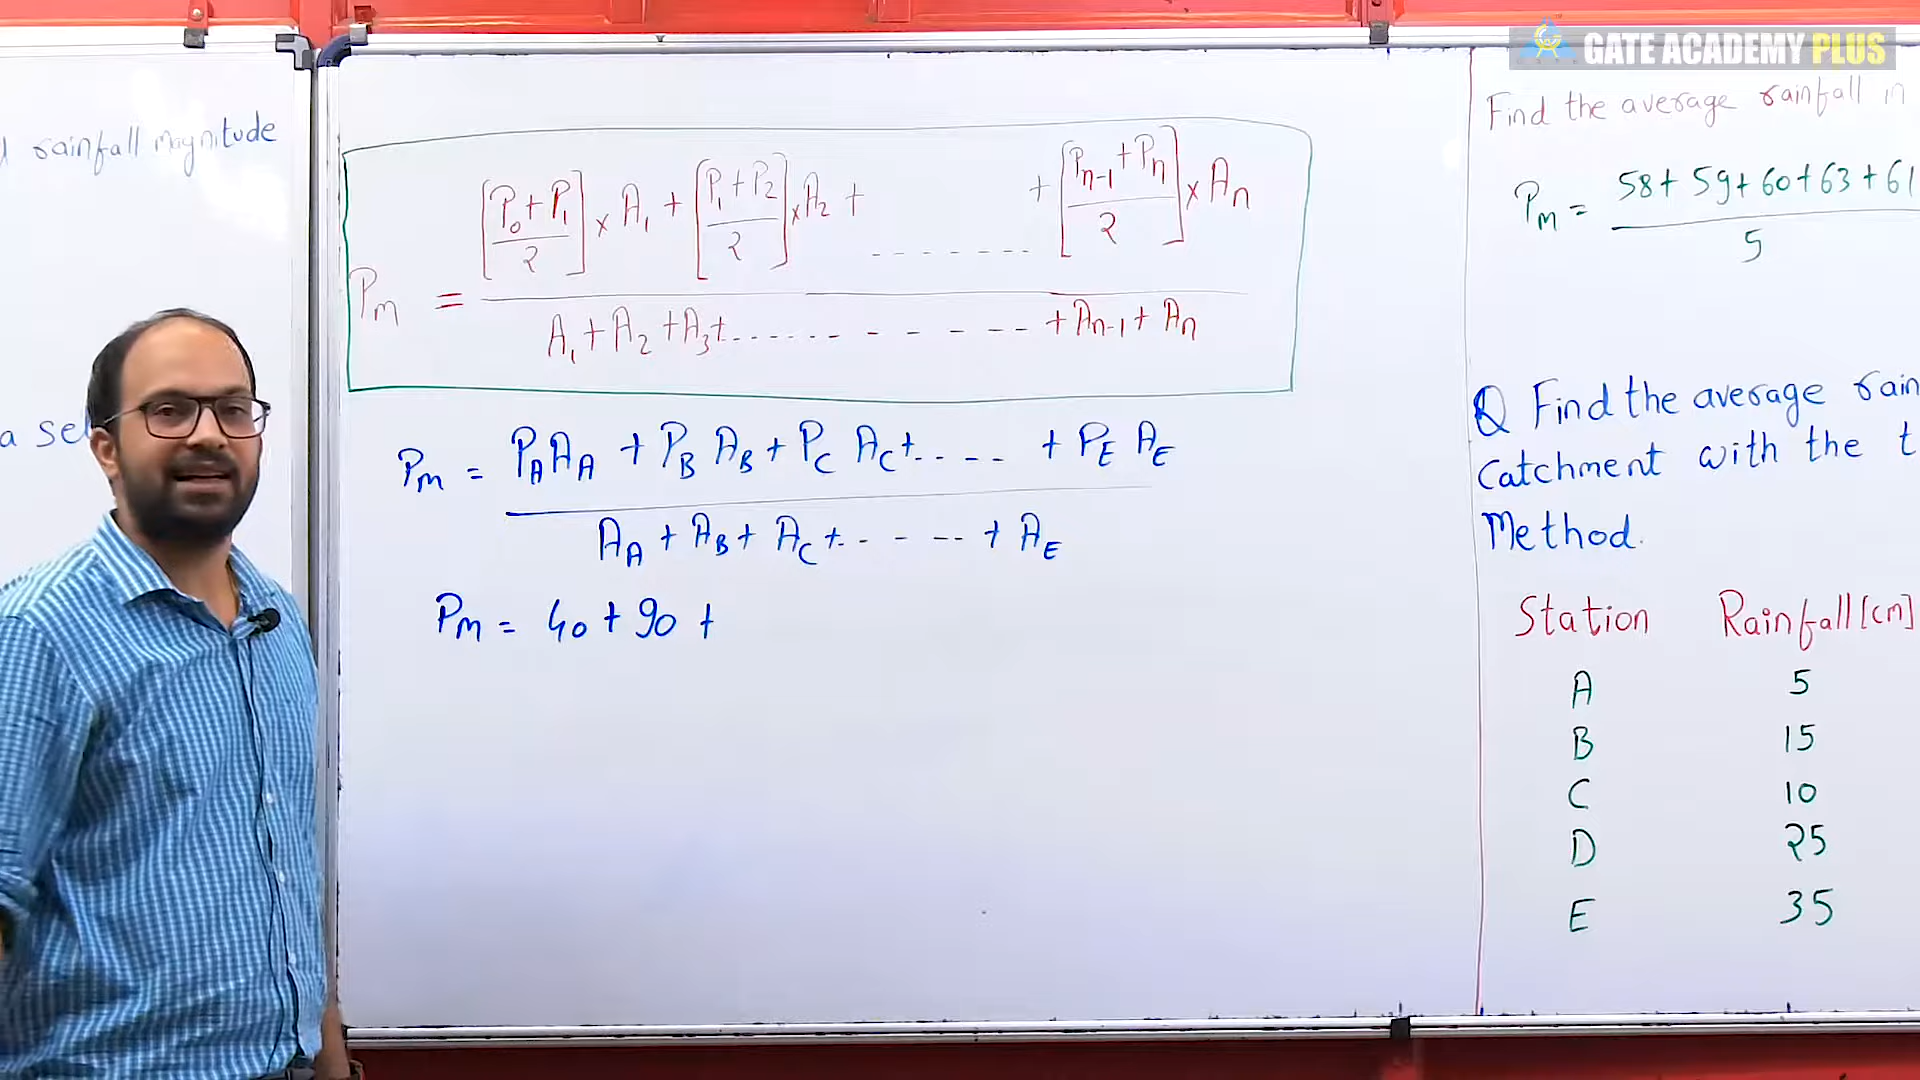 GATE ACADEMY PLUS
rainfall magnitude
a set
[P₀+P₁/2] × A₁ + [P₁+P₂/2] × A₂ + ........ + [Pn-1+Pn/2] × An
Pm =
A₁+A₂+A₃+........ - - - - - +An-1+An
Pm = PA AA + PB AB + PC AC+..... + PE AE
AA + AB + AC +- - - -- + AE
Pm = 40 + 90 +
Find the average rainfall in
Pm = 58+59+60+63+61
5
Q Find the average rain
Catchment with the t
Method.
Station Rainfall[cm]
A 5
B 15
C 10
D 25
E 35